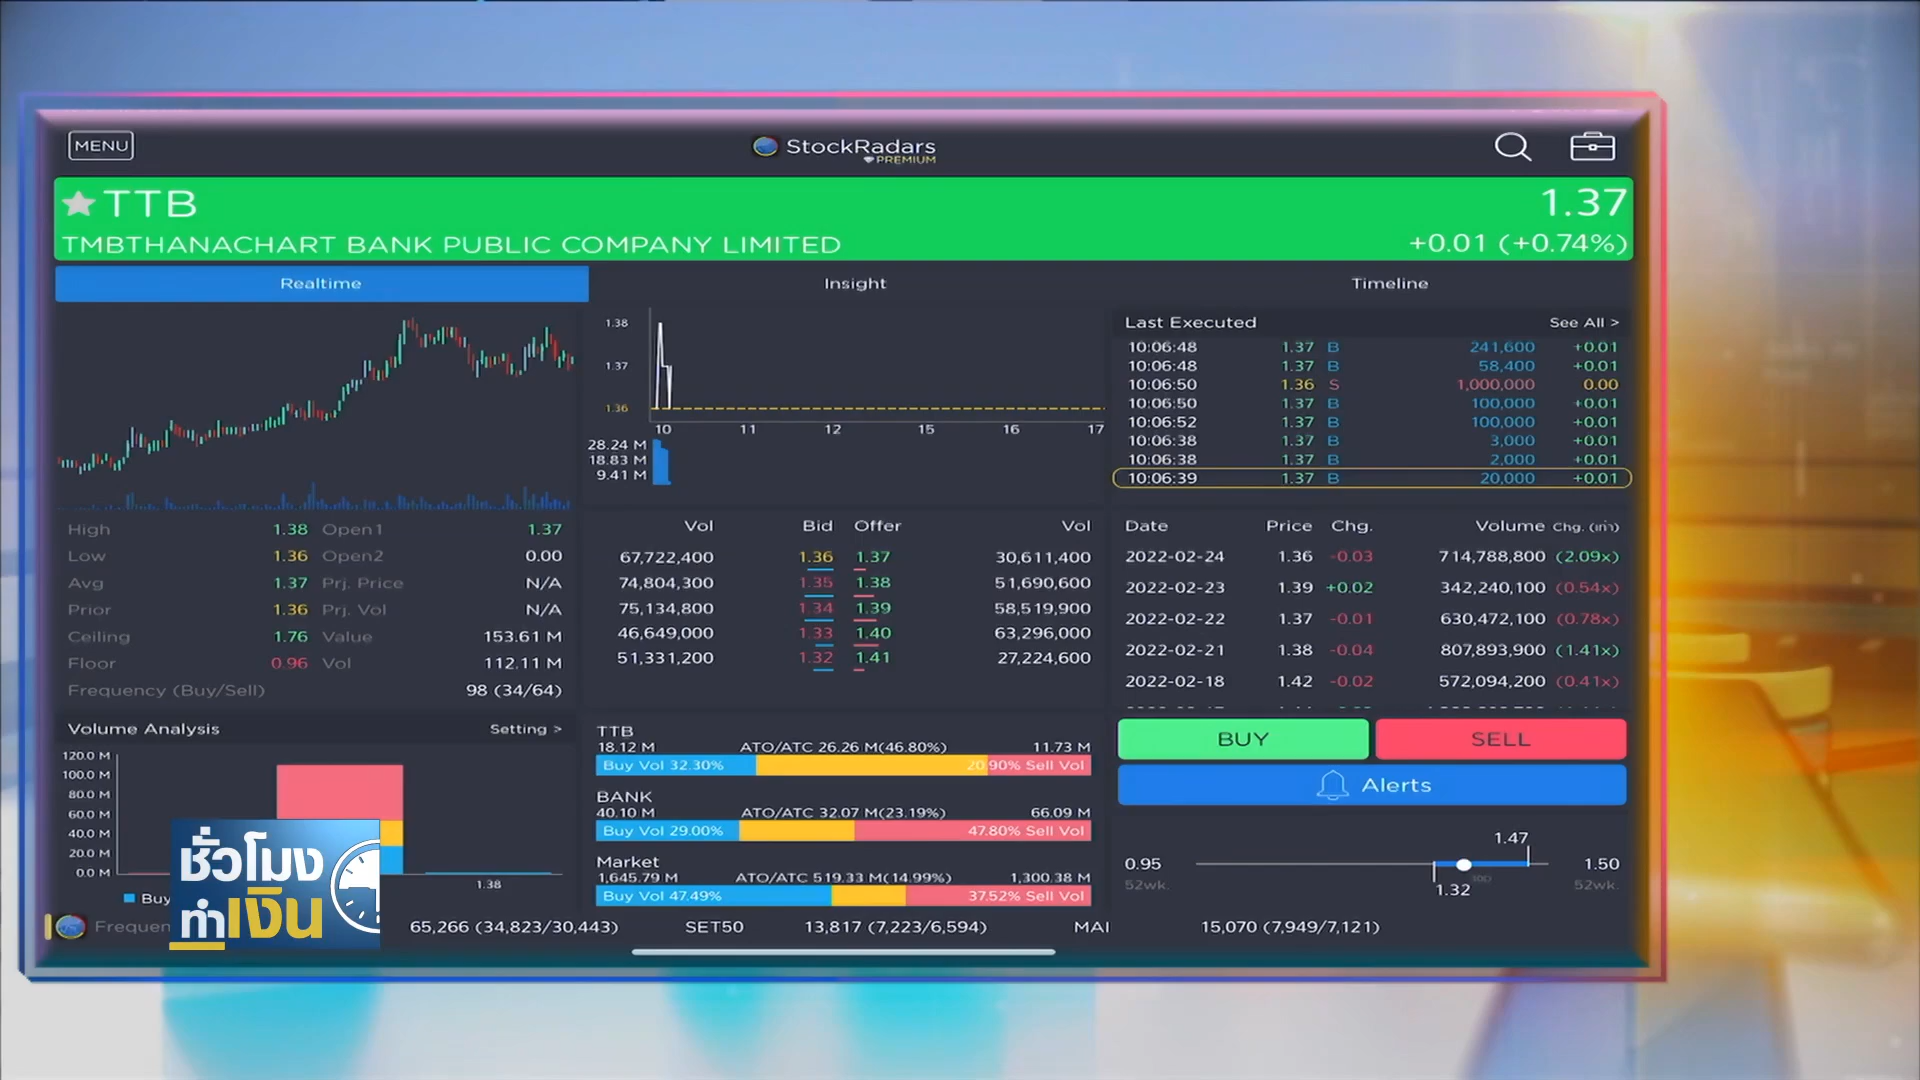 MENU
StockRadars
PREMIUM
TTB
1.37
TMBTHANACHART BANK PUBLIC COMPANY LIMITED
+0.01 (+0.74%)
Realtime
Insight
Timeline
1.38
1.37
1.36
10 11 12 15 16 17
28.24 M
18.83 M
9.41 M
Last Executed See All >
10:06:48 1.37 B 241,600 +0.01
10:06:48 1.37 B 58,400 +0.01
10:06:50 1.36 S 1,000,000 0.00
10:06:50 1.37 B 100,000 +0.01
10:06:52 1.37 B 100,000 +0.01
10:06:38 1.37 B 3,000 +0.01
10:06:38 1.37 B 2,000 +0.01
10:06:39 1.37 B 20,000 +0.01
High 1.38 Open1 1.37
Low 1.36 Open2 0.00
Avg 1.37 Prj. Price N/A
Prior 1.36 Prj. Vol N/A
Ceiling 1.76 Value 153.61 M
Floor 0.96 Vol 112.11 M
Frequency (Buy/Sell) 98 (34/64)
Vol Bid Offer Vol
67,722,400 1.36 1.37 30,611,400
74,804,300 1.35 1.38 51,690,600
75,134,800 1.34 1.39 58,519,900
46,649,000 1.33 1.40 63,296,000
51,331,200 1.32 1.41 27,224,600
Date Price Chg. Volume Chg. (เท่า)
2022-02-24 1.36 -0.03 714,788,800 (2.09x)
2022-02-23 1.39 +0.02 342,240,100 (0.54x)
2022-02-22 1.37 -0.01 630,472,100 (0.78x)
2022-02-21 1.38 -0.04 807,893,900 (1.41x)
2022-02-18 1.42 -0.02 572,094,200 (0.41x)
Volume Analysis Setting >
120.0 M
100.0 M
80.0 M
60.0 M
40.0 M
20.0 M
0.0 M
1.38
Buy
TTB
18.12 M ATO/ATC 26.26 M(46.80%) 11.73 M
Buy Vol 32.30% 20.90% Sell Vol
BANK
40.10 M ATO/ATC 32.07 M(23.19%) 66.09 M
Buy Vol 29.00% 47.80% Sell Vol
Market
1,645.79 M ATO/ATC 519.33 M(14.99%) 1,300.38 M
Buy Vol 47.49% 37.52% Sell Vol
BUY SELL
Alerts
1.47
0.95 1.50
52wk. 10D 52wk.
1.32
ชั่วโมง
ทำเงิน
65,266 (34,823/30,443) SET50 13,817 (7,223/6,594) MAI 15,070 (7,949/7,121)